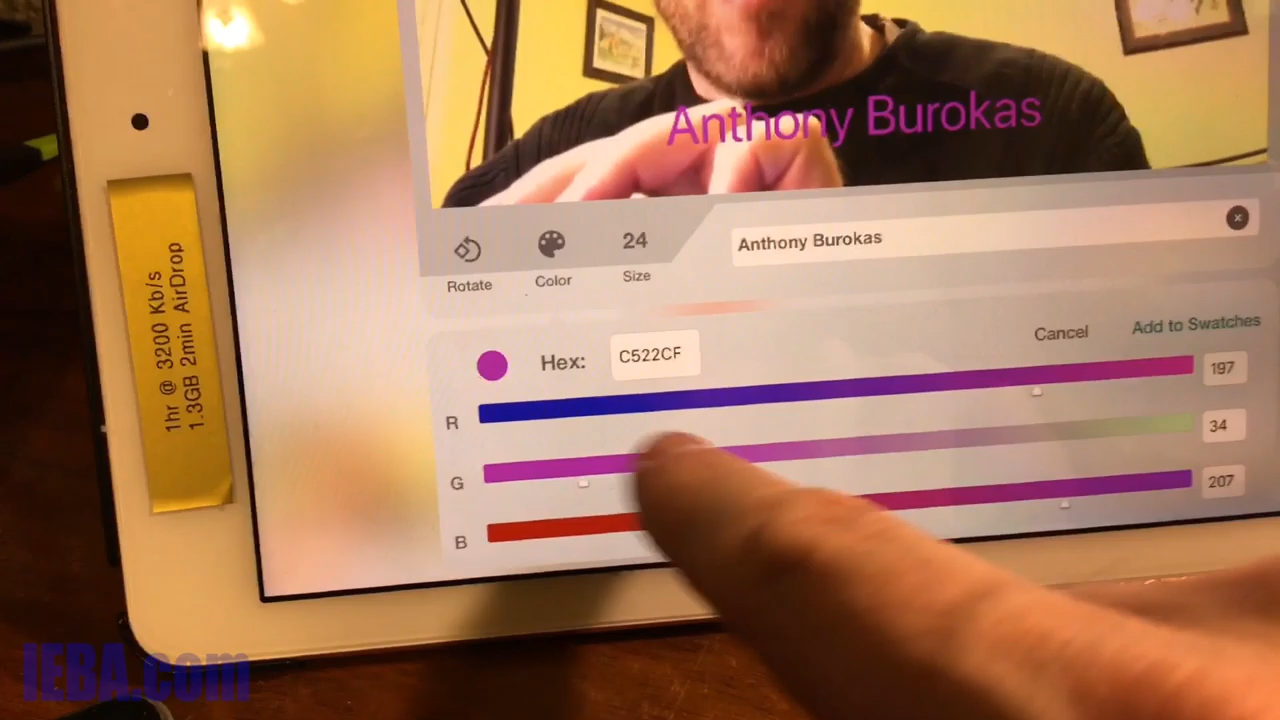 Anthony Burokas
Rotate
Color
24
Size
Anthony Burokas
1hr @ 3200 Kb/s
1.3GB 2min AirDrop
Hex:
C522CF
Cancel
Add to Swatches
R
197
G
34
B
207
IEBA.com